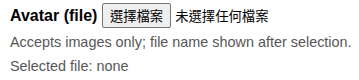 Avatar (file) 選擇檔案 未選擇任何檔案
Accepts images only; file name shown after selection.
Selected file: none